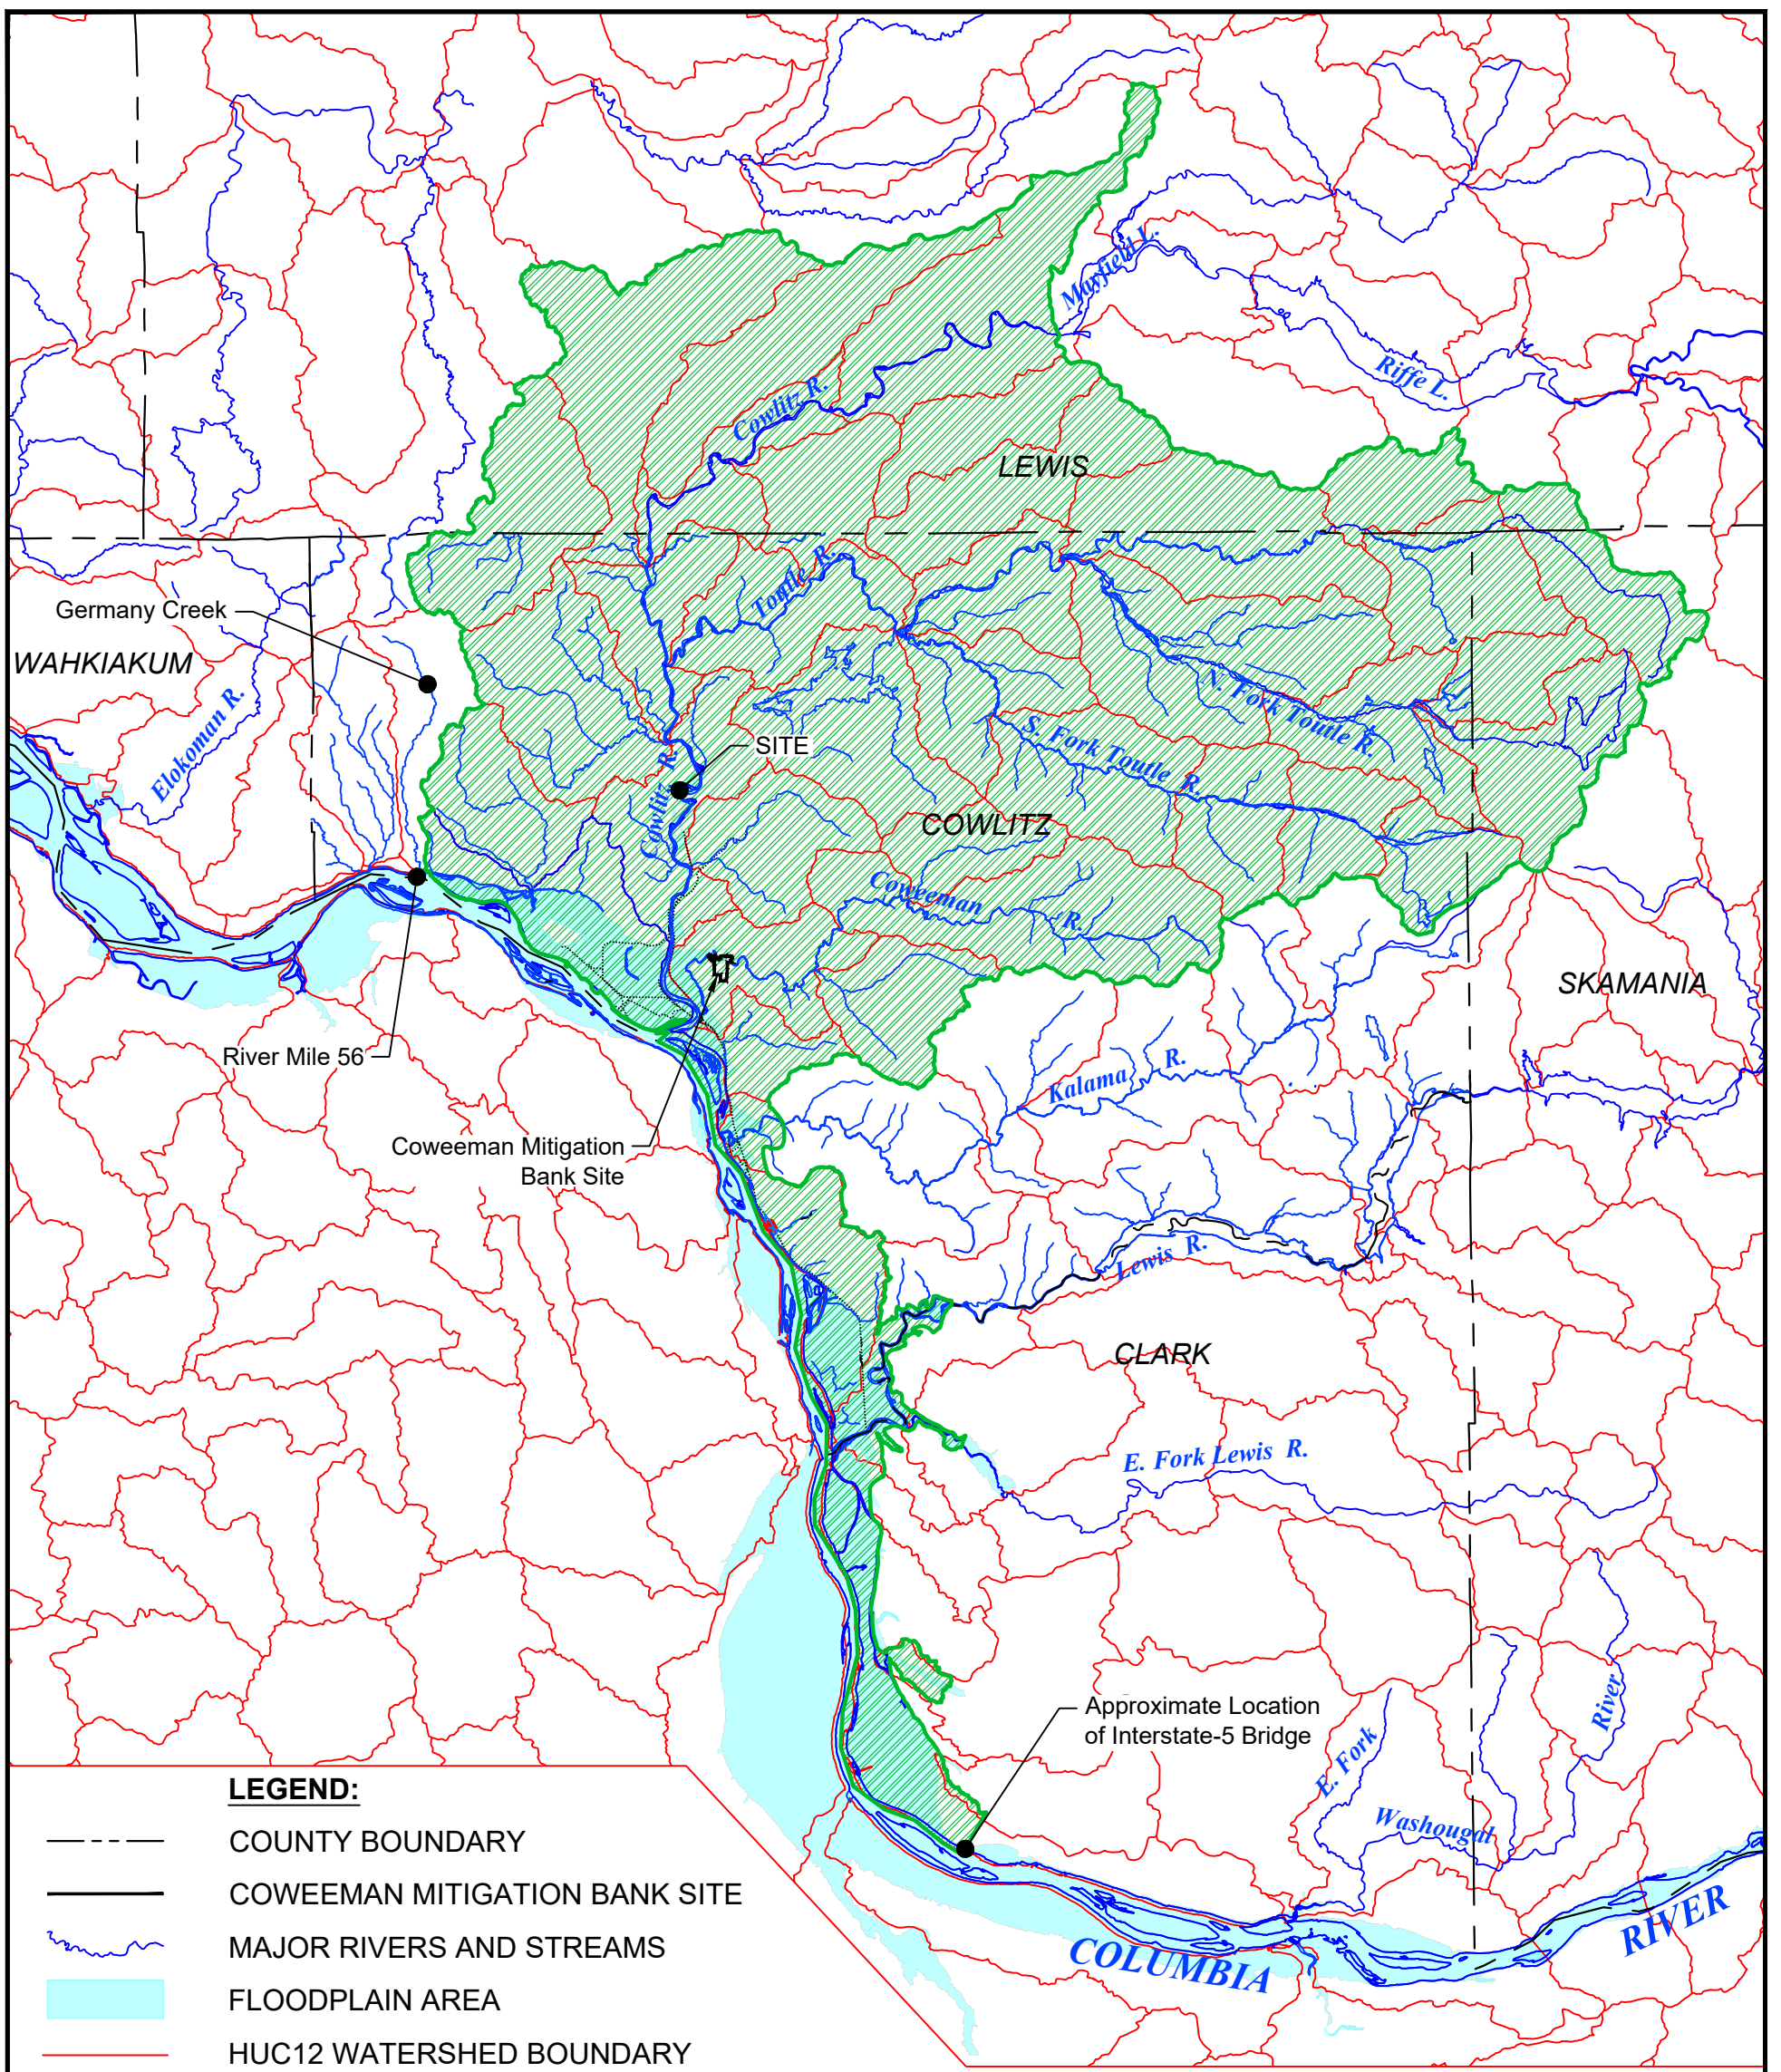 Mayfield L.
Riffe L.
Cowlitz R.
LEWIS
Toutle R.
Germany Creek
WAHKIAKUM
Elokoman R.
N. Fork Toutle R.
S. Fork Toutle R.
SITE
Cowlitz R.
COWLITZ
Coweeman R.
SKAMANIA
River Mile 56
Kalama R.
Coweeman Mitigation
Bank Site
Lewis R.
CLARK
E. Fork Lewis R.
Approximate Location
of Interstate-5 Bridge
E. Fork
Washougal
River
COLUMBIA RIVER
LEGEND:
COUNTY BOUNDARY
COWEEMAN MITIGATION BANK SITE
MAJOR RIVERS AND STREAMS
FLOODPLAIN AREA
HUC12 WATERSHED BOUNDARY